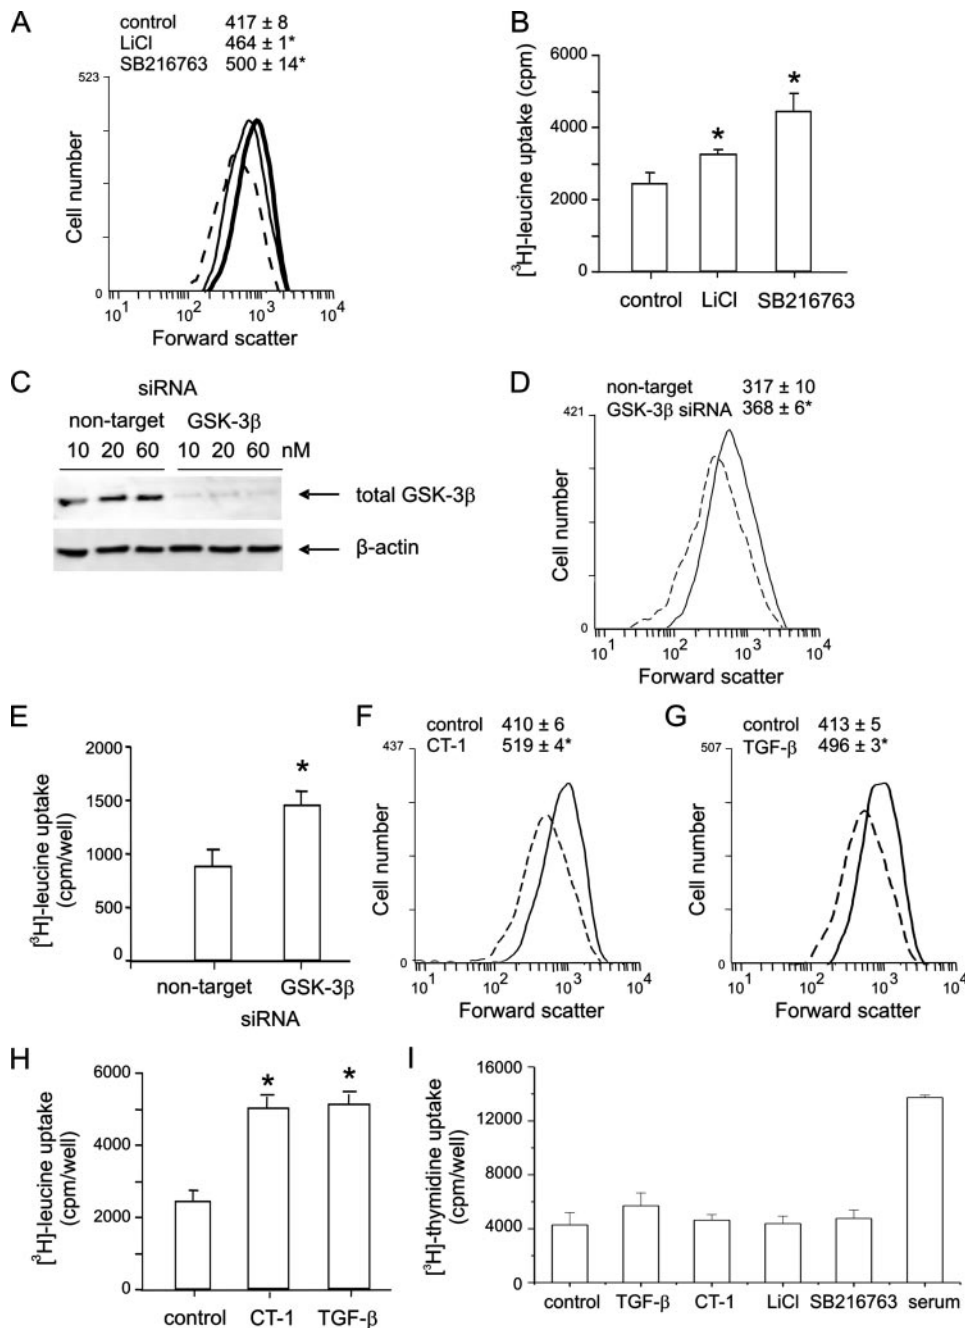 A
control 417 ± 8
LiCl 464 ± 1*
SB216763 500 ± 14*
523
Cell number
0
10¹ 10² 10³ 10⁴
Forward scatter
B
6000
4000
2000
0
[³H]-leucine uptake (cpm)
* *
control LiCl SB216763
C
siRNA
non-target GSK-3β
10 20 60 10 20 60 nM
total GSK-3β
β-actin
D
non-target 317 ± 10
GSK-3β siRNA 368 ± 6*
421
Cell number
0
10¹ 10² 10³ 10⁴
Forward scatter
E
2000
1500
1000
500
0
[³H]-leucine uptake
(cpm/well)
*
non-target GSK-3β
siRNA
F
control 410 ± 6
CT-1 519 ± 4*
437
Cell number
0
10¹ 10² 10³ 10⁴
Forward scatter
G
control 413 ± 5
TGF-β 496 ± 3*
507
Cell number
0
10¹ 10² 10³ 10⁴
Forward scatter
H
6000
4000
2000
0
[³H]-leucine uptake
(cpm/well)
* *
control CT-1 TGF-β
I
16000
12000
8000
4000
0
[³H]-thymidine uptake
(cpm/well)
control TGF-β CT-1 LiCl SB216763 serum